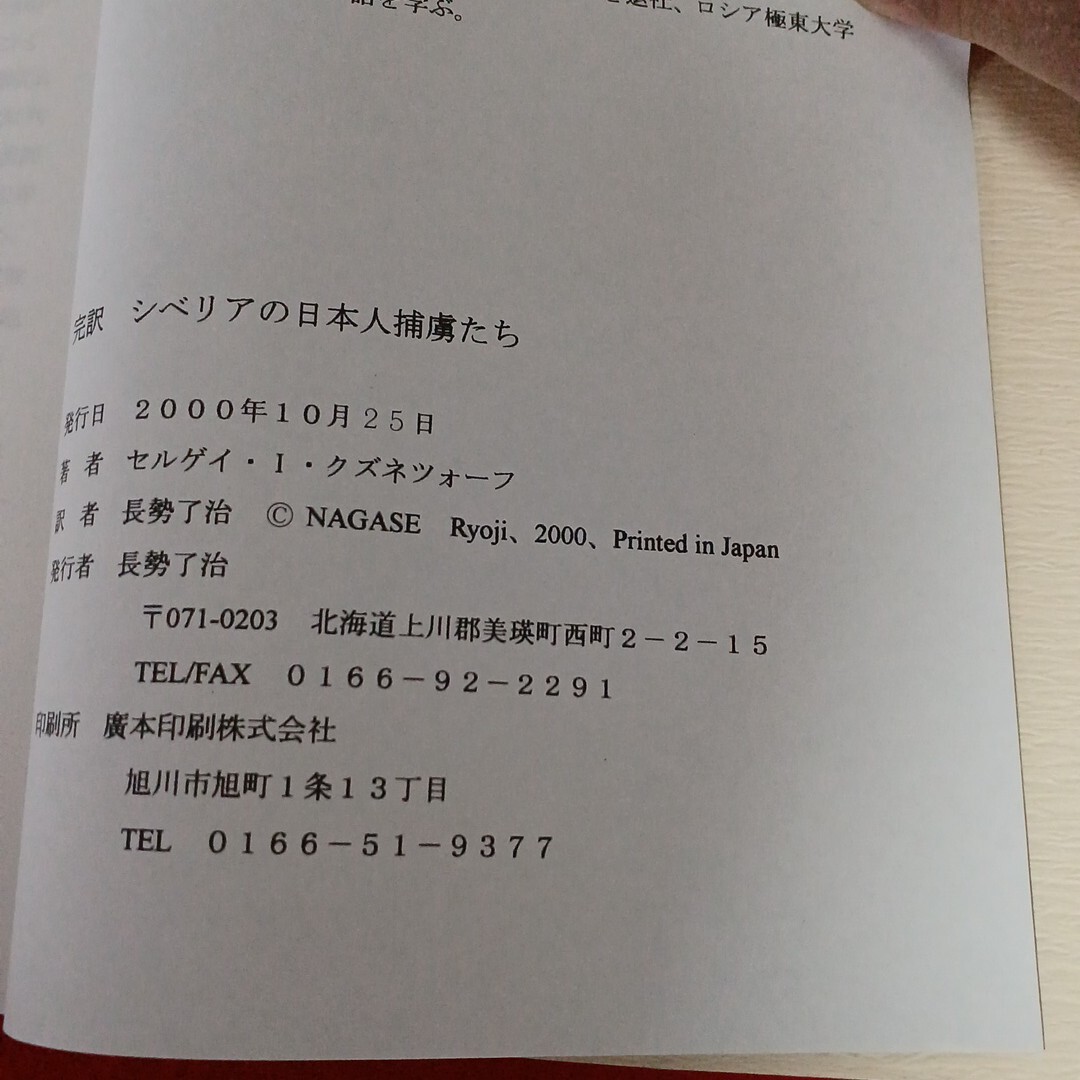 退社、ロシア極東大学
語を学ぶ。
完訳 シベリアの日本人捕虜たち
発行日 2000年10月25日
著者 セルゲイ・I・クズネツォーフ
訳者 長勢了治 © NAGASE Ryoji、2000、Printed in Japan
発行者 長勢了治
〒071-0203 北海道上川郡美瑛町西町2－2－15
TEL/FAX 0166－92－2291
印刷所 廣本印刷株式会社
旭川市旭町1条13丁目
TEL 0166－51－9377